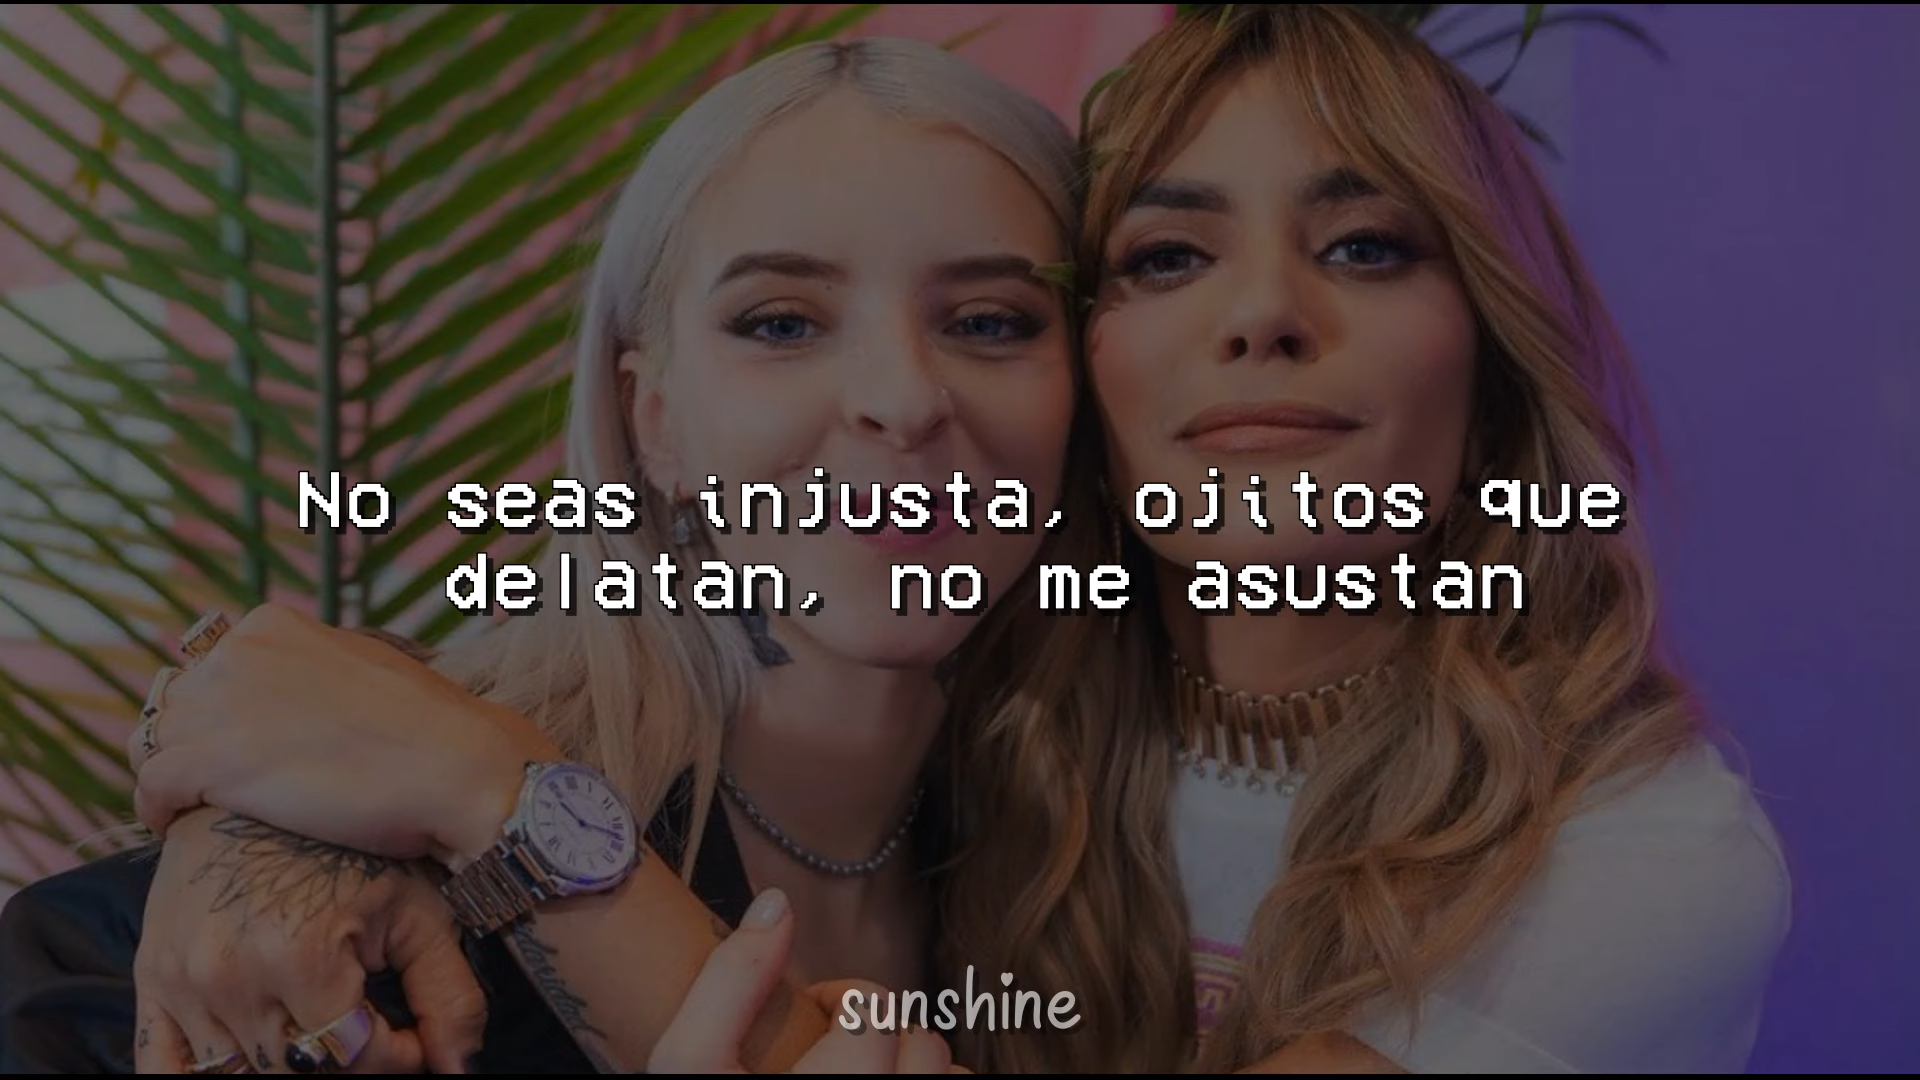 No seas injusta, ojitos que
delatan, no me asustan
sunshine